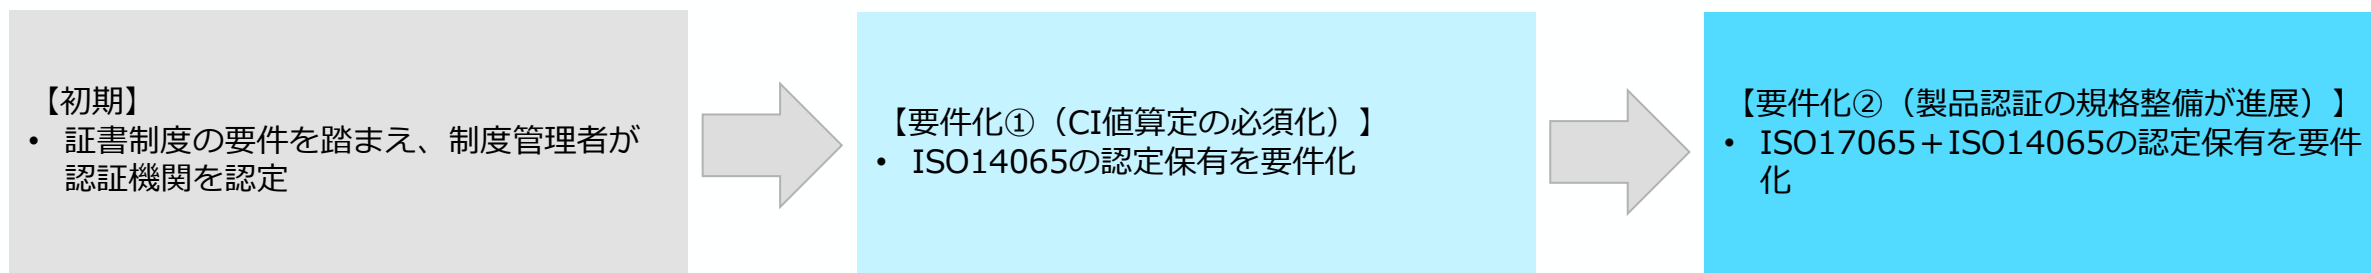 【初期】
• 証書制度の要件を踏まえ、制度管理者が
認証機関を認定
【要件化①（CI値算定の必須化）】
• ISO14065の認定保有を要件化
【要件化②（製品認証の規格整備が進展）】
• ISO17065＋ISO14065の認定保有を要件
化